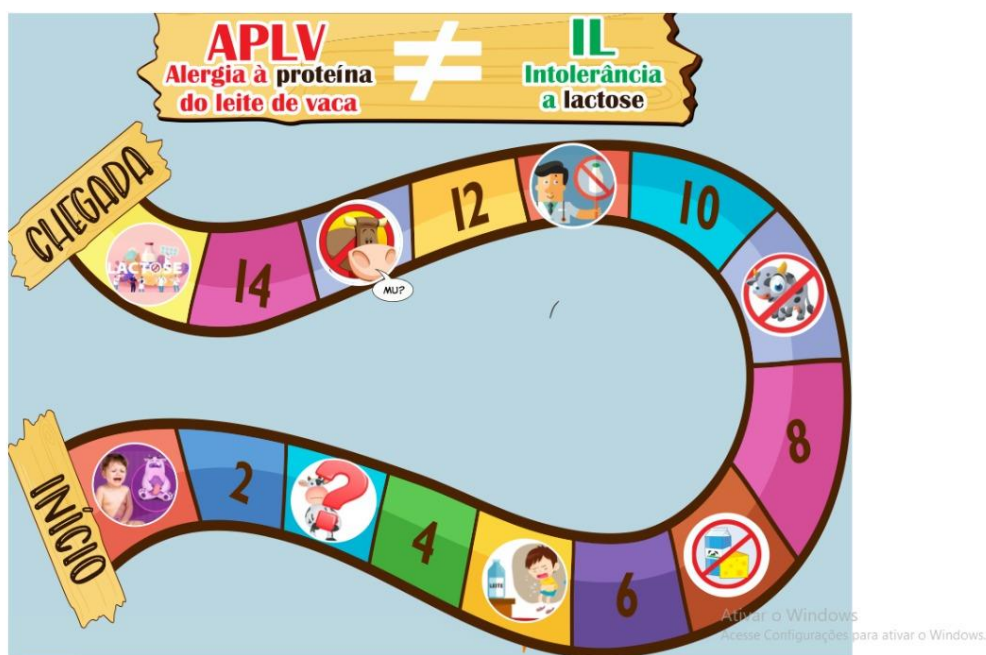 APLV
Alergia à proteína
do leite de vaca
≠
IL
Intolerância
a lactose
CHEGADA
LACTOSE
14
MU?
12
10
8
INÍCIO
2
?
4
LEITE
6
Ativar o Windows
Acesse Configurações para ativar o Windows.